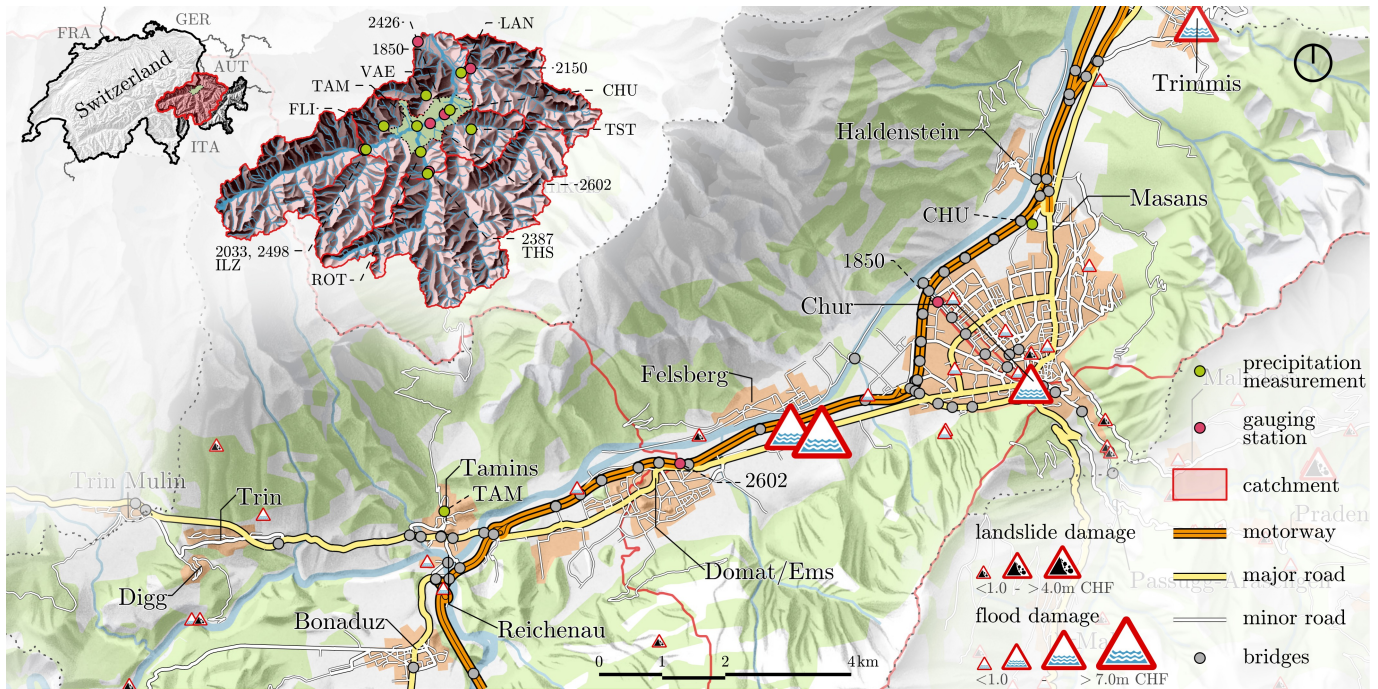 FRA
GER
AUT
ITA
Switzerland
2426
LAN
1850
2150
VAE
TAM
CHU
FLI
TST
2602
2033, 2498
ILZ
2387
THS
ROT
Trimmis
Haldenstein
Masans
CHU
1850
Chur
Felsberg
Tamins
TAM
2602
Trin Mulin
Trin
Digg
Domat/Ems
Bonaduz
Reichenau
0 1 2 4 km
precipitation
measurement
gauging
station
catchment
motorway
major road
minor road
bridges
landslide damage
<1.0 - >4.0m CHF
flood damage
<1.0 - >7.0m CHF
Praden